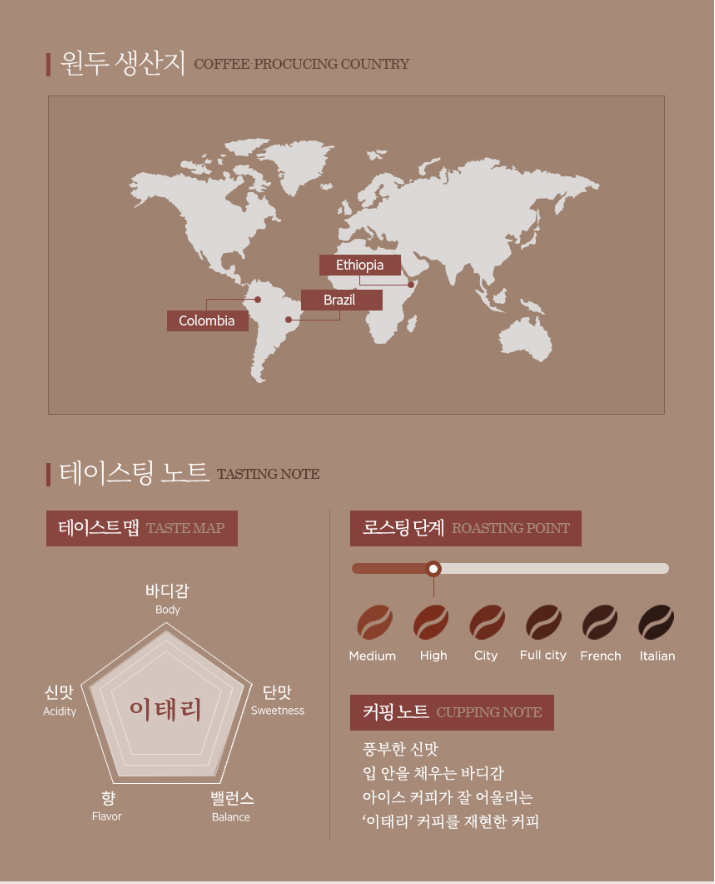 원두 생산지 COFFEE-PROCUCING COUNTRY
Ethiopia
Brazil
Colombia
테이스팅 노트 TASTING NOTE
테이스트 맵 TASTE MAP
바디감
Body
신맛
Acidity
단맛
Sweetness
이태리
향
Flavor
밸런스
Balance
로스팅 단계 ROASTING POINT
Medium High City Full city French Italian
커핑 노트 CUPPING NOTE
풍부한 신맛
입 안을 채우는 바디감
아이스 커피가 잘 어울리는
‘이태리’ 커피를 재현한 커피